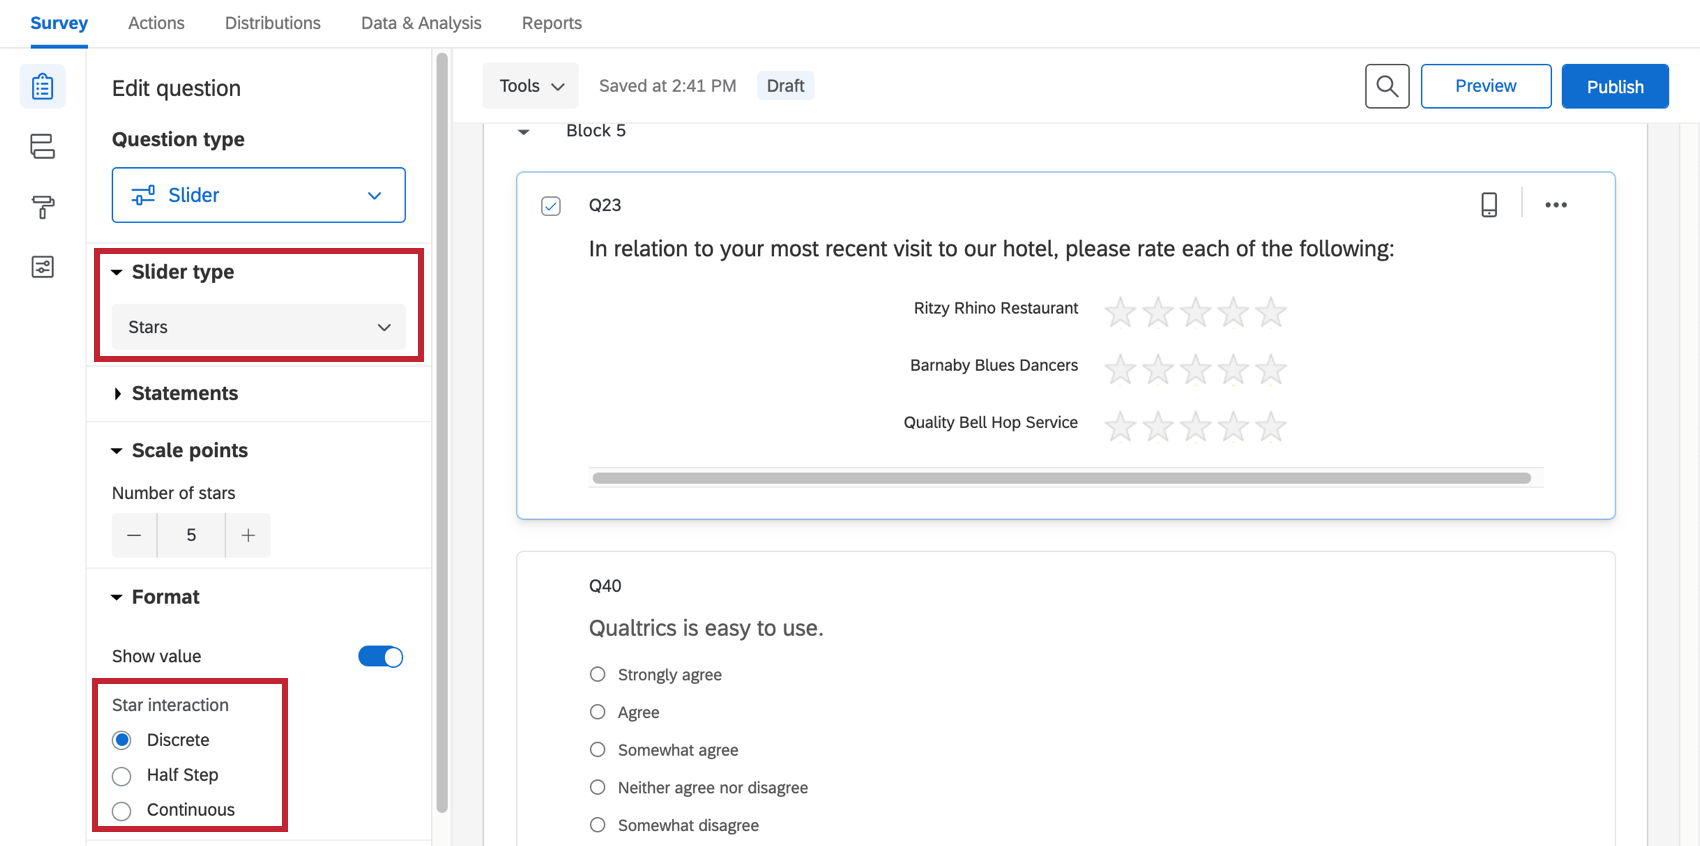 Survey Actions Distributions Data & Analysis Reports
Edit question
Question type
Slider
Slider type
Stars
Statements
Scale points
Number of stars
— 5 +
Format
Show value
Star interaction
Discrete
Half Step
Continuous
Tools Saved at 2:41 PM Draft Preview Publish
Block 5
Q23
In relation to your most recent visit to our hotel, please rate each of the following:
Ritzy Rhino Restaurant
Barnaby Blues Dancers
Quality Bell Hop Service
Q40
Qualtrics is easy to use.
Strongly agree
Agree
Somewhat agree
Neither agree nor disagree
Somewhat disagree